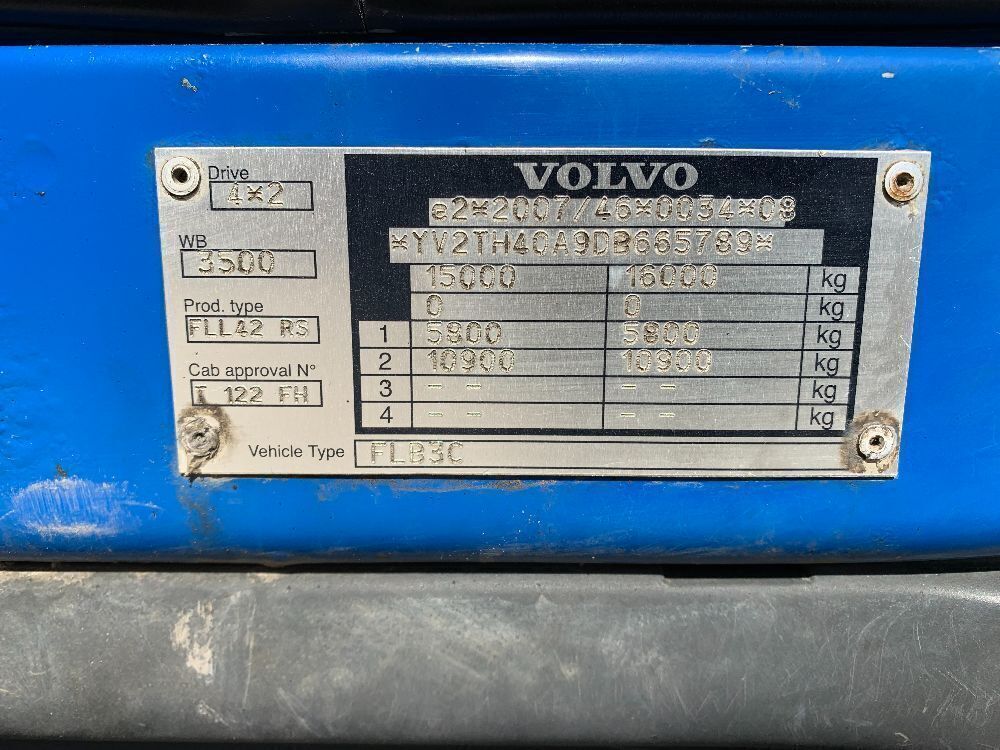 VOLVO
Drive
4*2
e2*2007/46*0034*08
WB
3500
*YV2TH40A9DB665789*
15000 16000 kg
0 0 kg
Prod. type
FLL42 RS
1 5800 5800 kg
2 10900 10900 kg
Cab approval N°
T 122 FH
3 -- -- kg
4 -- -- kg
Vehicle Type FLB3C